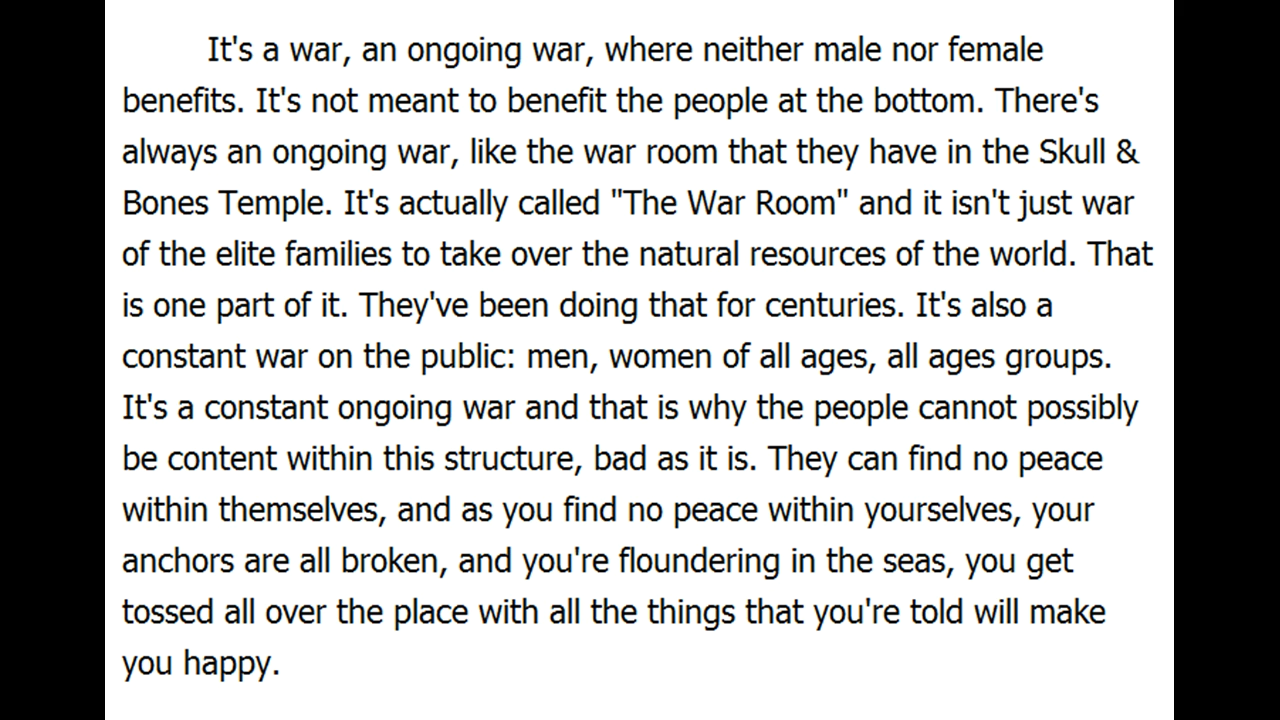 It's a war, an ongoing war, where neither male nor female
benefits. It's not meant to benefit the people at the bottom. There's
always an ongoing war, like the war room that they have in the Skull &
Bones Temple. It's actually called "The War Room" and it isn't just war
of the elite families to take over the natural resources of the world. That
is one part of it. They've been doing that for centuries. It's also a
constant war on the public: men, women of all ages, all ages groups.
It's a constant ongoing war and that is why the people cannot possibly
be content within this structure, bad as it is. They can find no peace
within themselves, and as you find no peace within yourselves, your
anchors are all broken, and you're floundering in the seas, you get
tossed all over the place with all the things that you're told will make
you happy.